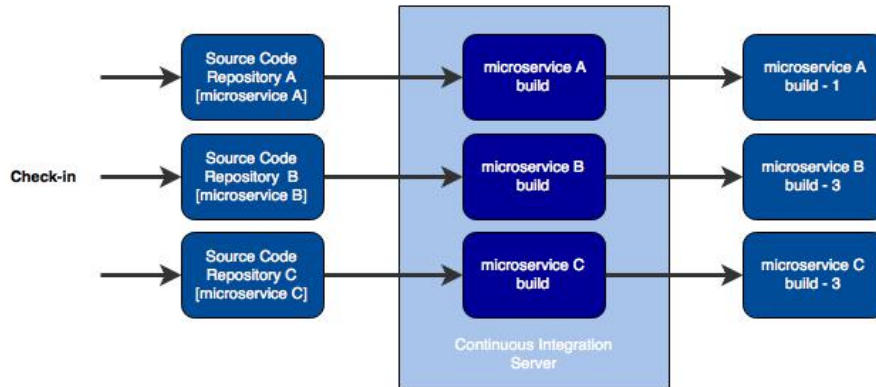 Source Code
Repository A
[microservice A]
microservice A
build
microservice A
build - 1
Check-in
Source Code
Repository  B
[microservice B]
microservice B
build
microservice B
build - 3
Source Code
Repository C
[microservice C]
microservice C
build
microservice C
build - 3
Continuous Integration
Server